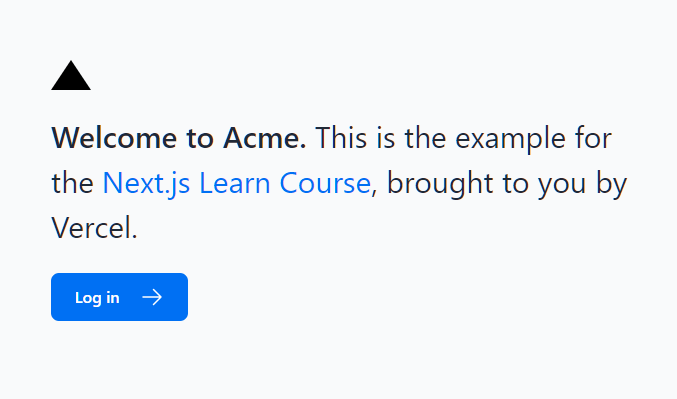 Welcome to Acme. This is the example for
the Next.js Learn Course, brought to you by
Vercel.
Log in